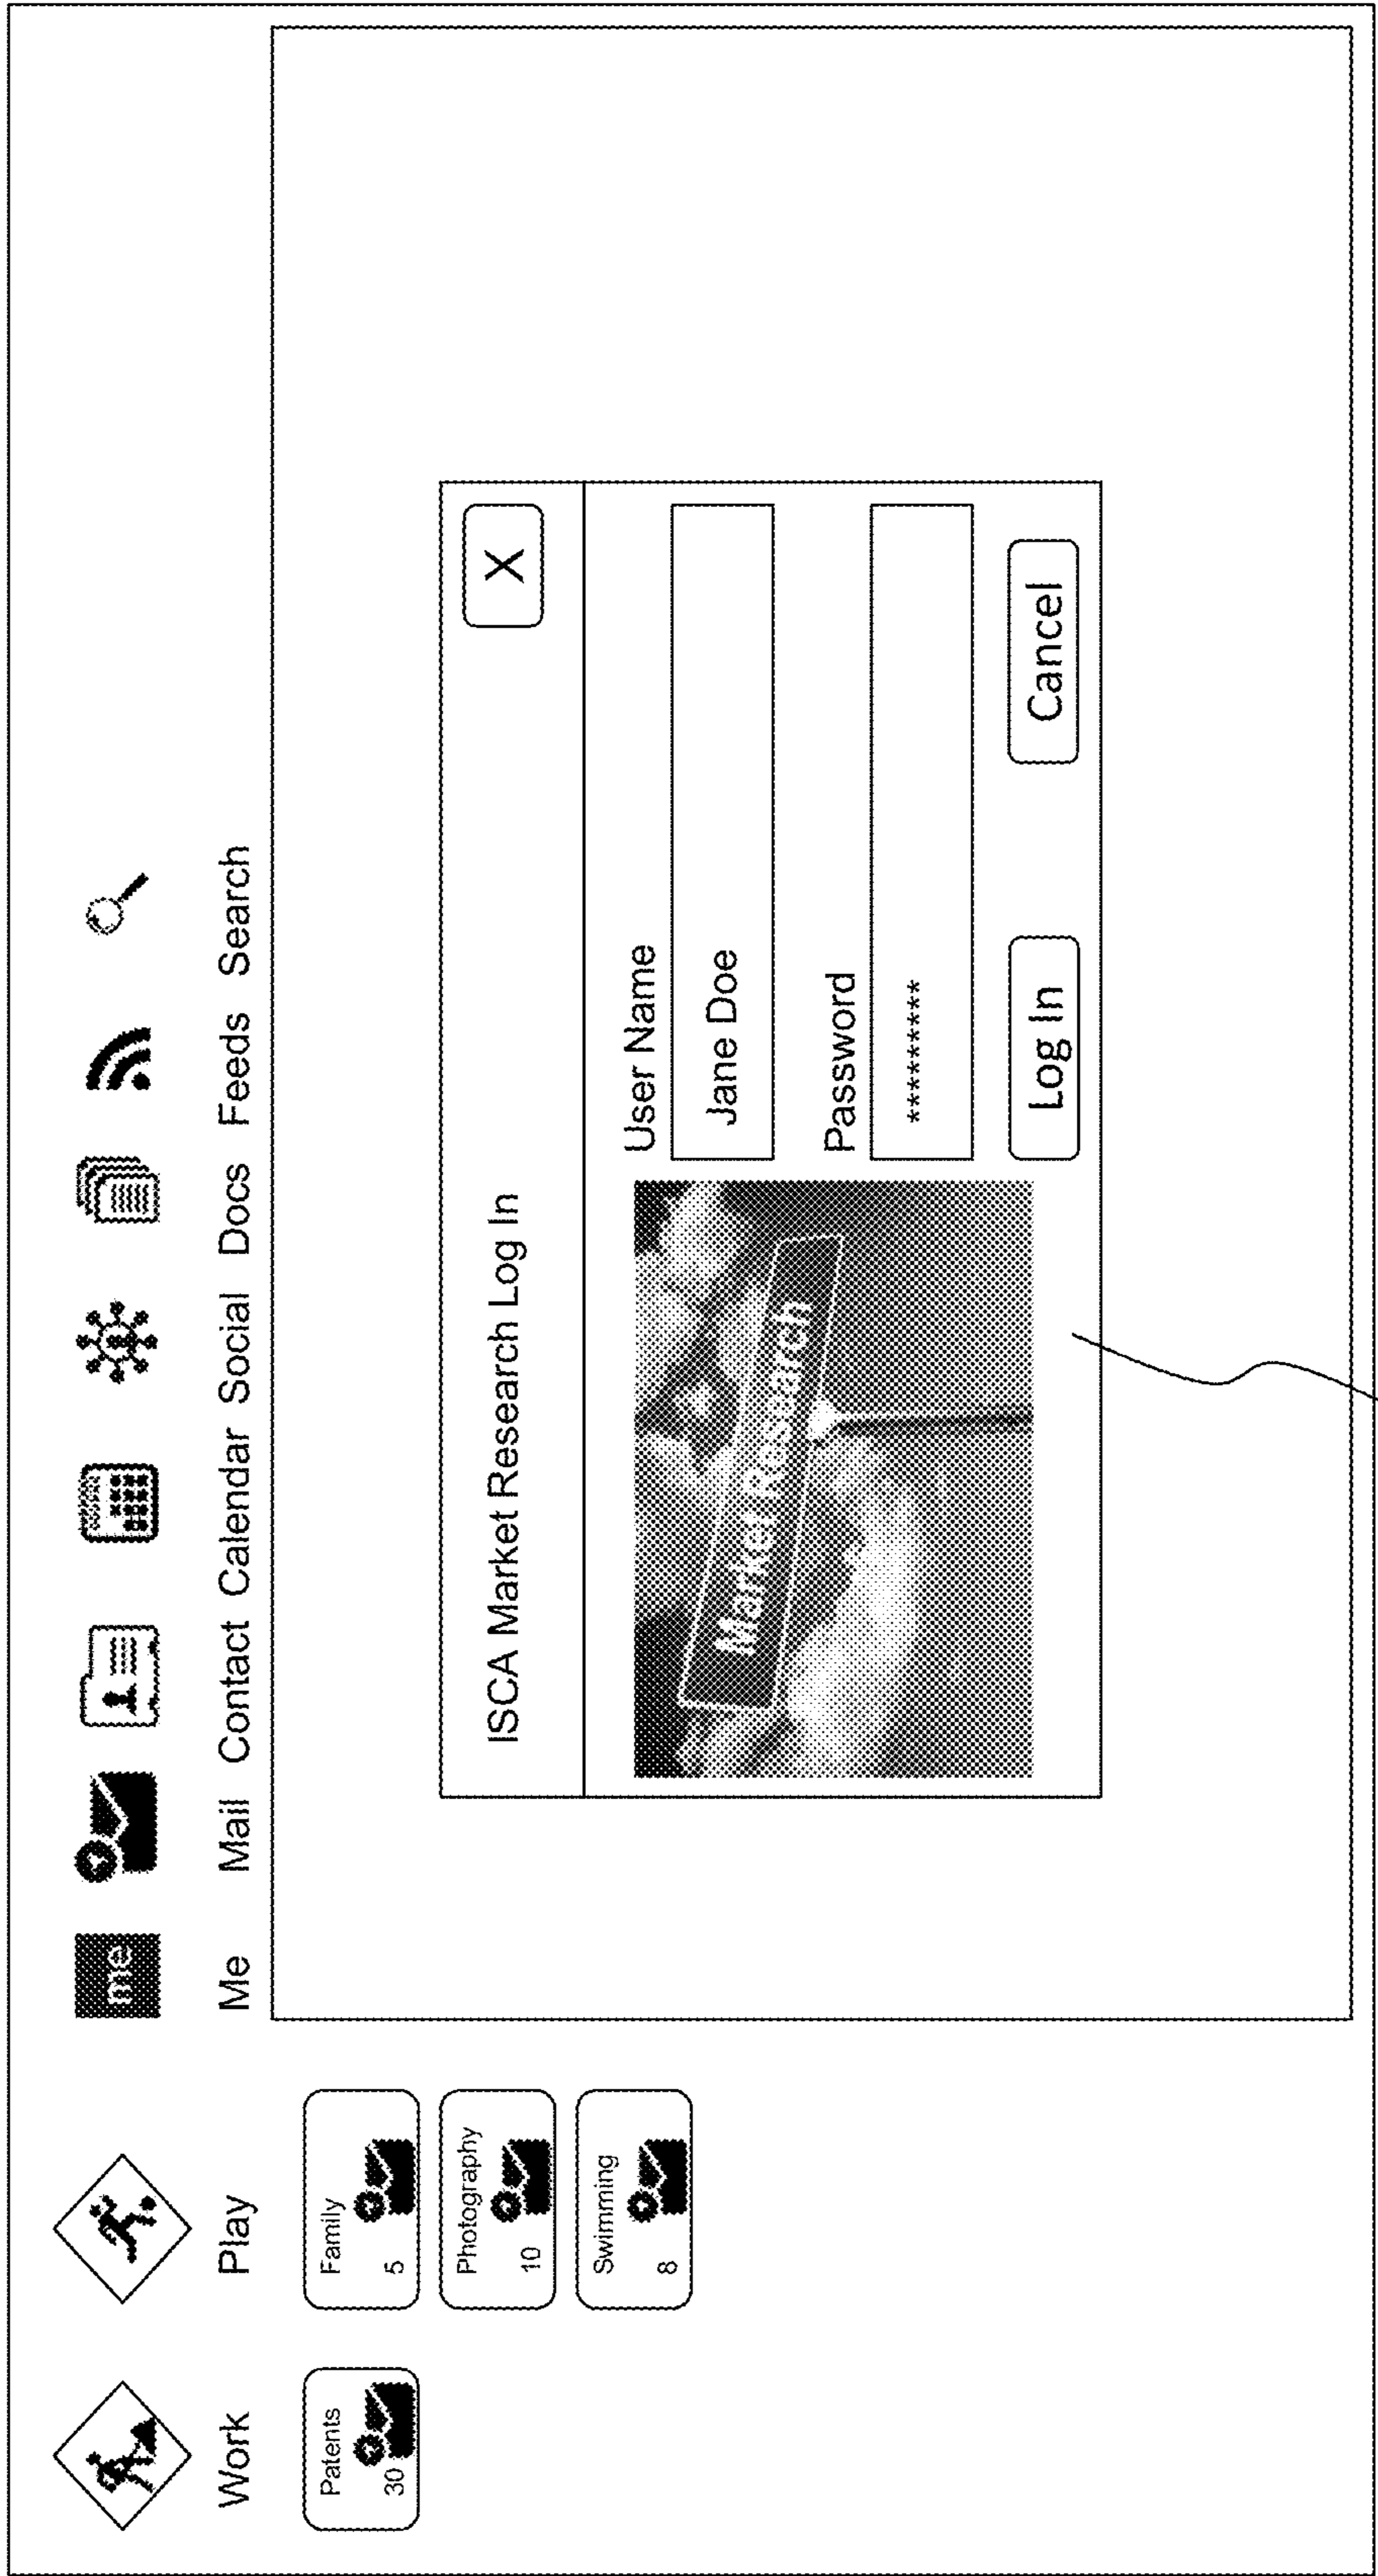 Work Play Me Mail Contact Calendar Social Docs Feeds Search
me
Patents
30
Family
5
Photography
10
Swimming
8
ISCA Market Research Log In
X
Market Research
User Name
Jane Doe
Password
*********
Log In
Cancel